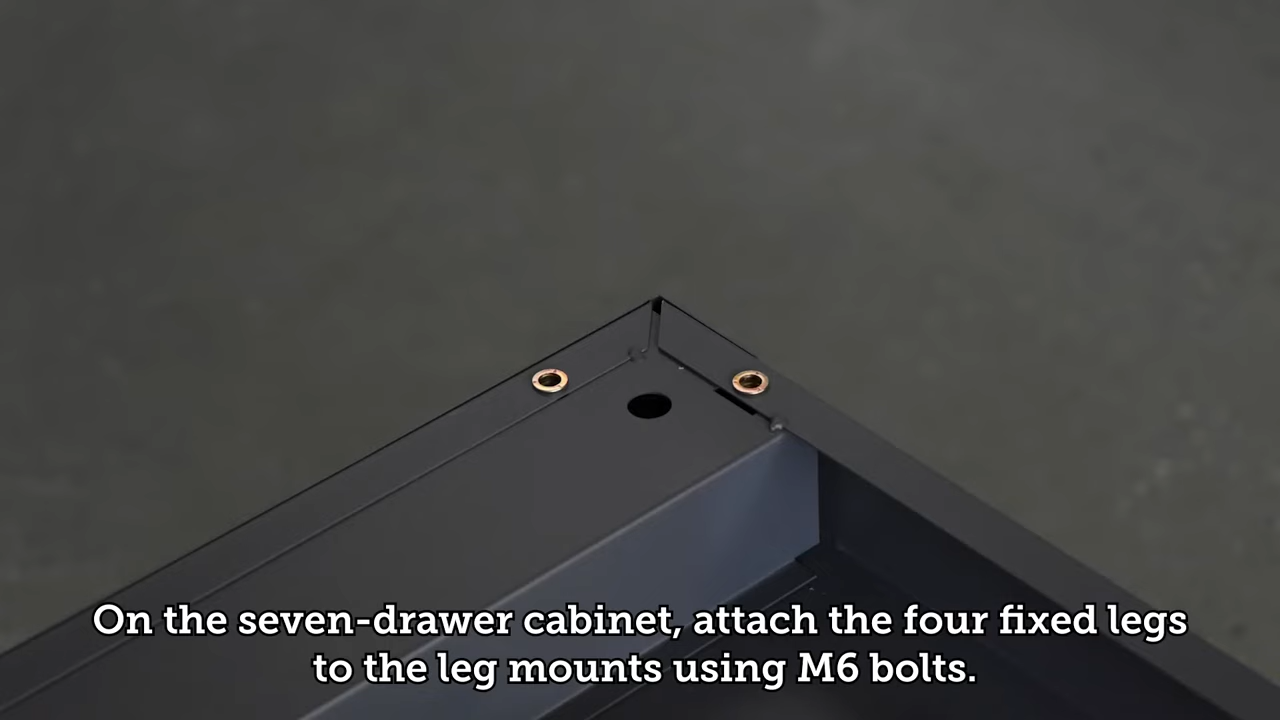 On the seven-drawer cabinet, attach the four fixed legs
to the leg mounts using M6 bolts.